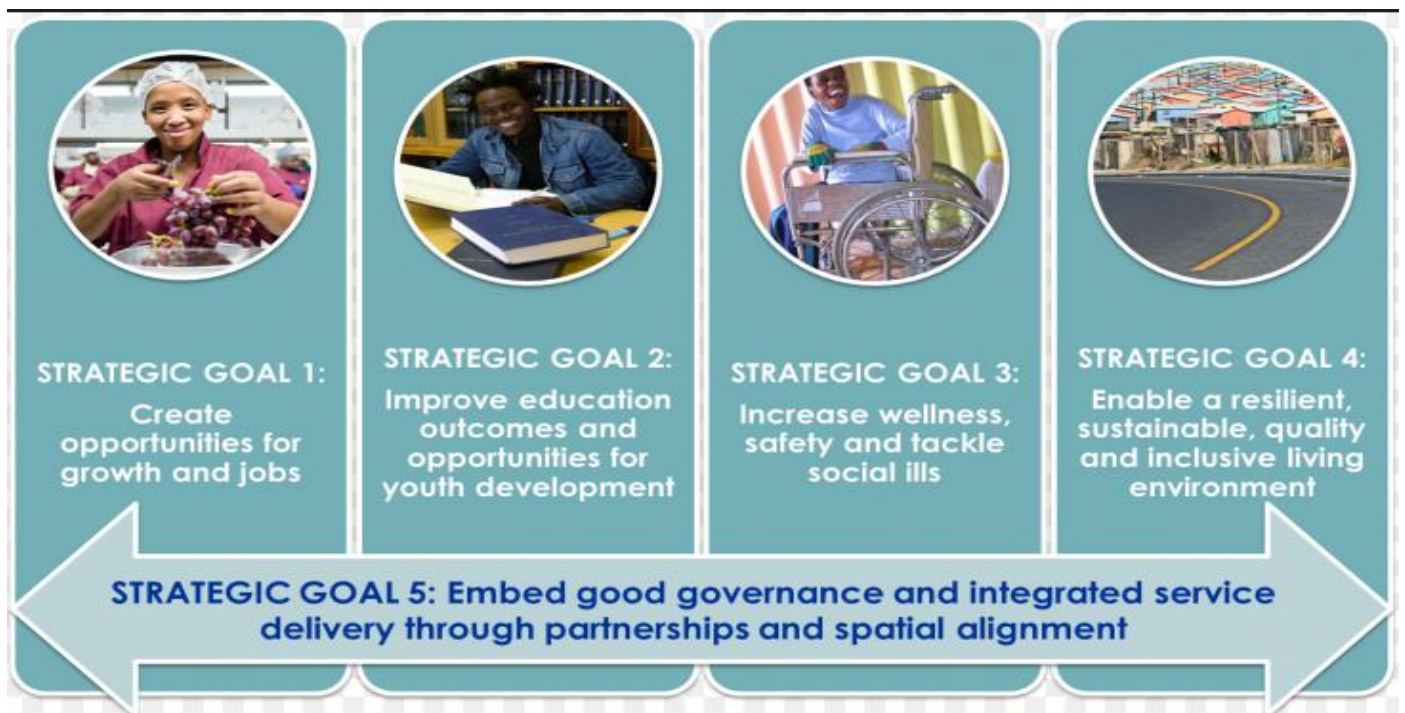 STRATEGIC GOAL 1:
Create
opportunities for
growth and jobs
STRATEGIC GOAL 2:
Improve education
outcomes and
opportunities for
youth development
STRATEGIC GOAL 3:
Increase wellness,
safety and tackle
social ills
STRATEGIC GOAL 4:
Enable a resilient,
sustainable, quality
and inclusive living
environment
STRATEGIC GOAL 5: Embed good governance and integrated service
delivery through partnerships and spatial alignment